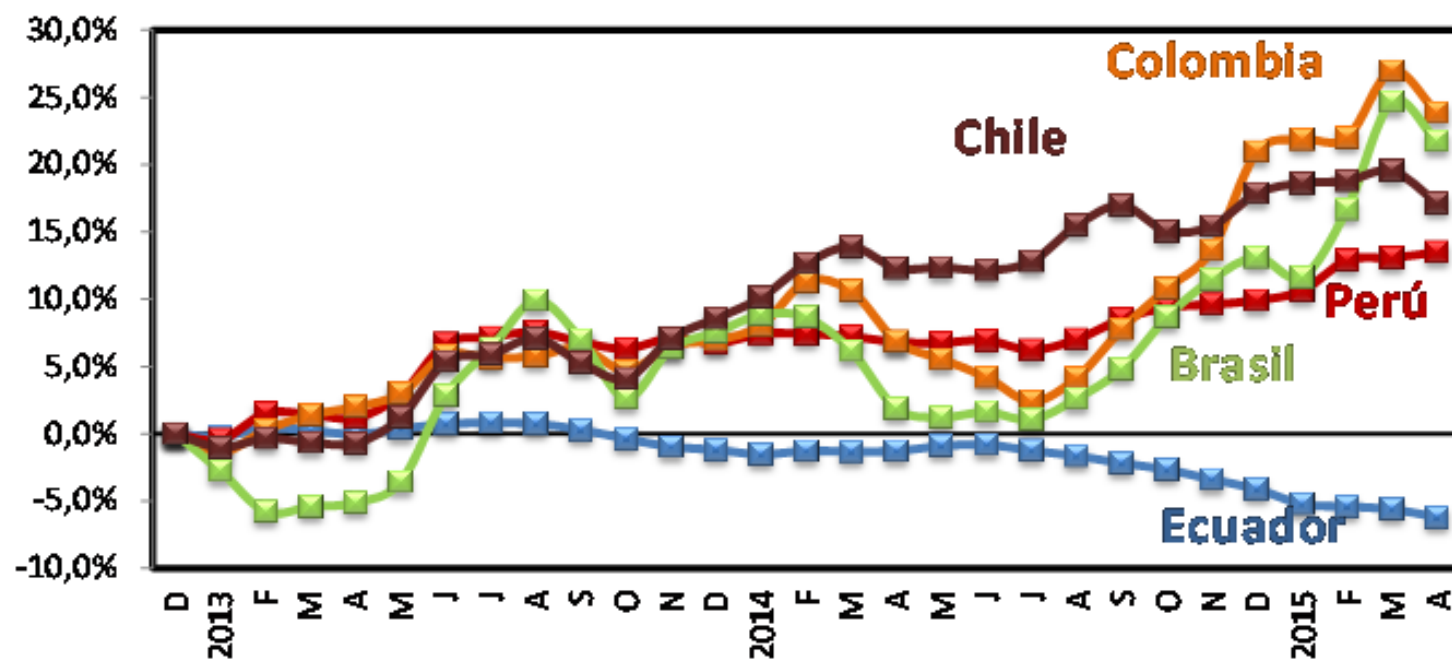 30,0%
25,0%
20,0%
15,0%
10,0%
5,0%
0,0%
-5,0%
-10,0%
Colombia
Chile
Perú
Brasil
Ecuador
D 2013 F M A M J J A S O N D 2014 F M A M J J A S O N D 2015 F M A